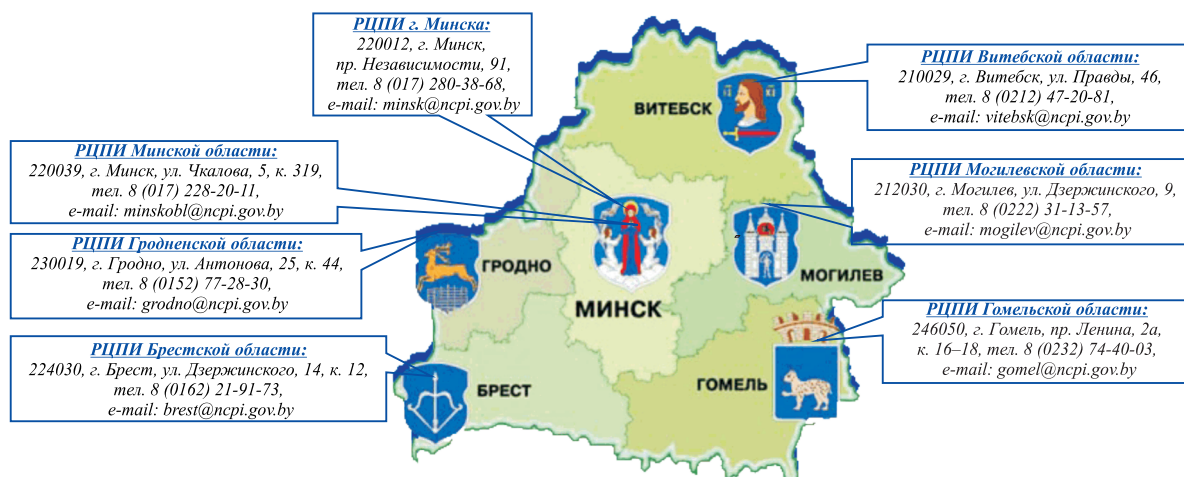 РЦПИ г. Минска:
220012, г. Минск,
пр. Независимости, 91,
тел. 8 (017) 280-38-68,
e-mail: minsk@ncpi.gov.by
РЦПИ Витебской области:
210029, г. Витебск, ул. Правды, 46,
тел. 8 (0212) 47-20-81,
e-mail: vitebsk@ncpi.gov.by
РЦПИ Минской области:
220039, г. Минск, ул. Чкалова, 5, к. 319,
тел. 8 (017) 228-20-11,
e-mail: minskobl@ncpi.gov.by
РЦПИ Могилевской области:
212030, г. Могилев, ул. Дзержинского, 9,
тел. 8 (0222) 31-13-57,
e-mail: mogilev@ncpi.gov.by
РЦПИ Гродненской области:
230019, г. Гродно, ул. Антонова, 25, к. 44,
тел. 8 (0152) 77-28-30,
e-mail: grodno@ncpi.gov.by
РЦПИ Гомельской области:
246050, г. Гомель, пр. Ленина, 2а,
к. 16–18, тел. 8 (0232) 74-40-03,
e-mail: gomel@ncpi.gov.by
РЦПИ Брестской области:
224030, г. Брест, ул. Дзержинского, 14, к. 12,
тел. 8 (0162) 21-91-73,
e-mail: brest@ncpi.gov.by
ВИТЕБСК
ГРОДНО
МОГИЛЕВ
МИНСК
БРЕСТ
ГОМЕЛЬ